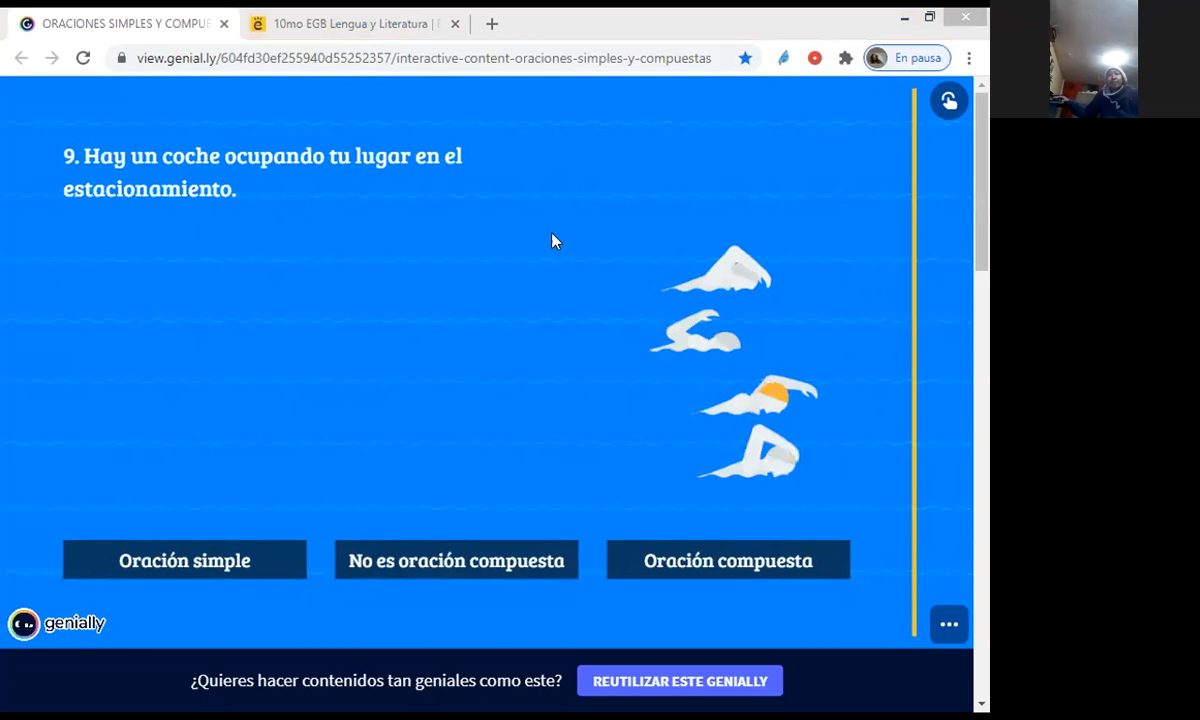 ORACIONES SIMPLES Y COMPUE
10mo EGB Lengua y Literatura |
view.genial.ly/604fd30ef255940d55252357/interactive-content-oraciones-simples-y-compuestas
En pausa
9. Hay un coche ocupando tu lugar en el
estacionamiento.
Oración simple
No es oración compuesta
Oración compuesta
genially
¿Quieres hacer contenidos tan geniales como este?
REUTILIZAR ESTE GENIALLY